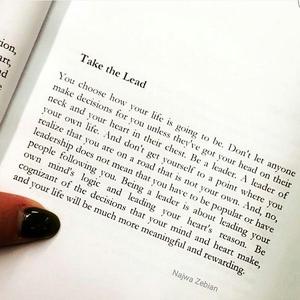 Take the Lead
You choose how your life is going to be. Don't let anyone
make decisions for you unless they've got your head on their
neck and your heart in their chest. Be a leader. A leader of
your own life. And don't get yourself to a point where you
realize that you are on a road that is not your own. And, no,
leadership does not mean that you have to be popular or have
people following you. Being a leader is about leading your
own mind's logic and leading your heart's reason. Be
cognizant of the decisions that your mind and heart make,
and your life will be much more meaningful and rewarding.
Najwa Zebian